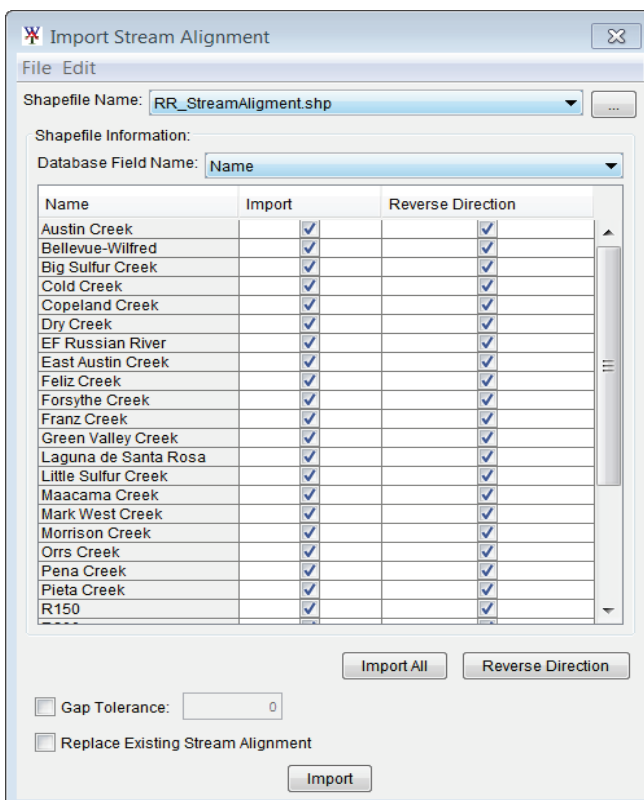 Import Stream Alignment
File Edit
Shapefile Name: RR_StreamAligment.shp ...
Shapefile Information:
Database Field Name: Name
Name Import Reverse Direction
Austin Creek
Bellevue-Wilfred
Big Sulfur Creek
Cold Creek
Copeland Creek
Dry Creek
EF Russian River
East Austin Creek
Feliz Creek
Forsythe Creek
Franz Creek
Green Valley Creek
Laguna de Santa Rosa
Little Sulfur Creek
Maacama Creek
Mark West Creek
Morrison Creek
Orrs Creek
Pena Creek
Pieta Creek
R150
Import All Reverse Direction
Gap Tolerance: 0
Replace Existing Stream Alignment
Import